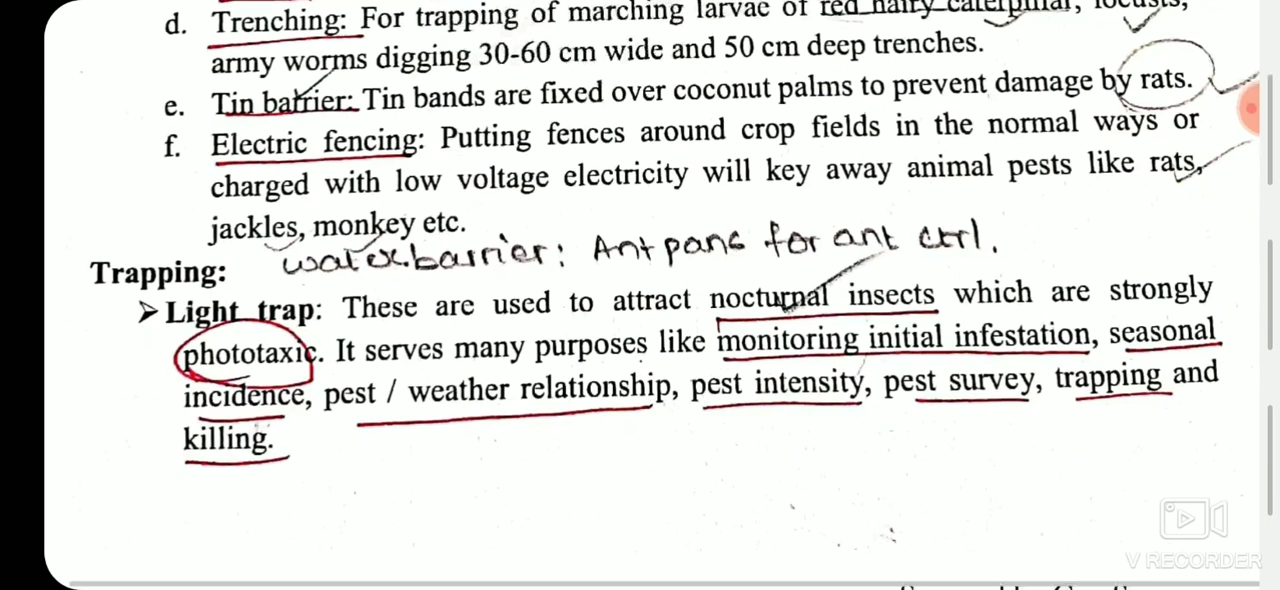 d. Trenching: For trapping of marching larvae of red hairy caterpillar, locusts,
army worms digging 30-60 cm wide and 50 cm deep trenches.
e. Tin barrier: Tin bands are fixed over coconut palms to prevent damage by rats.
f. Electric fencing: Putting fences around crop fields in the normal ways or
charged with low voltage electricity will key away animal pests like rats,
jackles, monkey etc.
water barrier: Ant pans for ant ctrl.
Trapping:
➤ Light trap: These are used to attract nocturnal insects which are strongly
phototaxic. It serves many purposes like monitoring initial infestation, seasonal
incidence, pest / weather relationship, pest intensity, pest survey, trapping and
killing.
V RECORDER